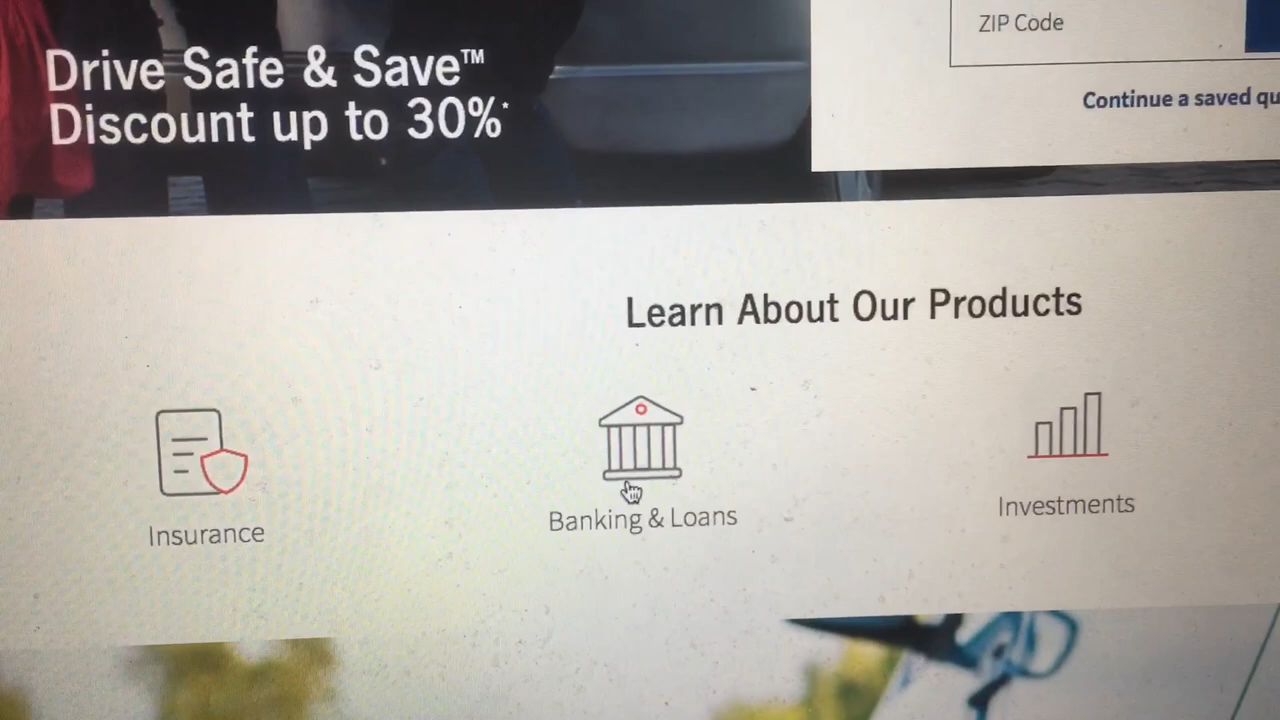 Drive Safe & Save™
Discount up to 30%*
ZIP Code
Continue a saved
Learn About Our Products
Insurance
Banking & Loans
Investments